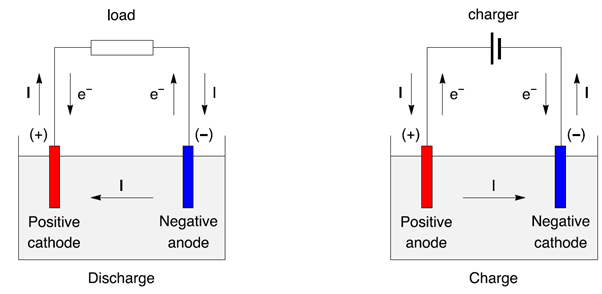 load
I e⁻ e⁻ I
(+) (−)
I
Positive cathode
Negative anode
Discharge
charger
I e⁻ e⁻ I
(+) (−)
I
Positive anode
Negative cathode
Charge